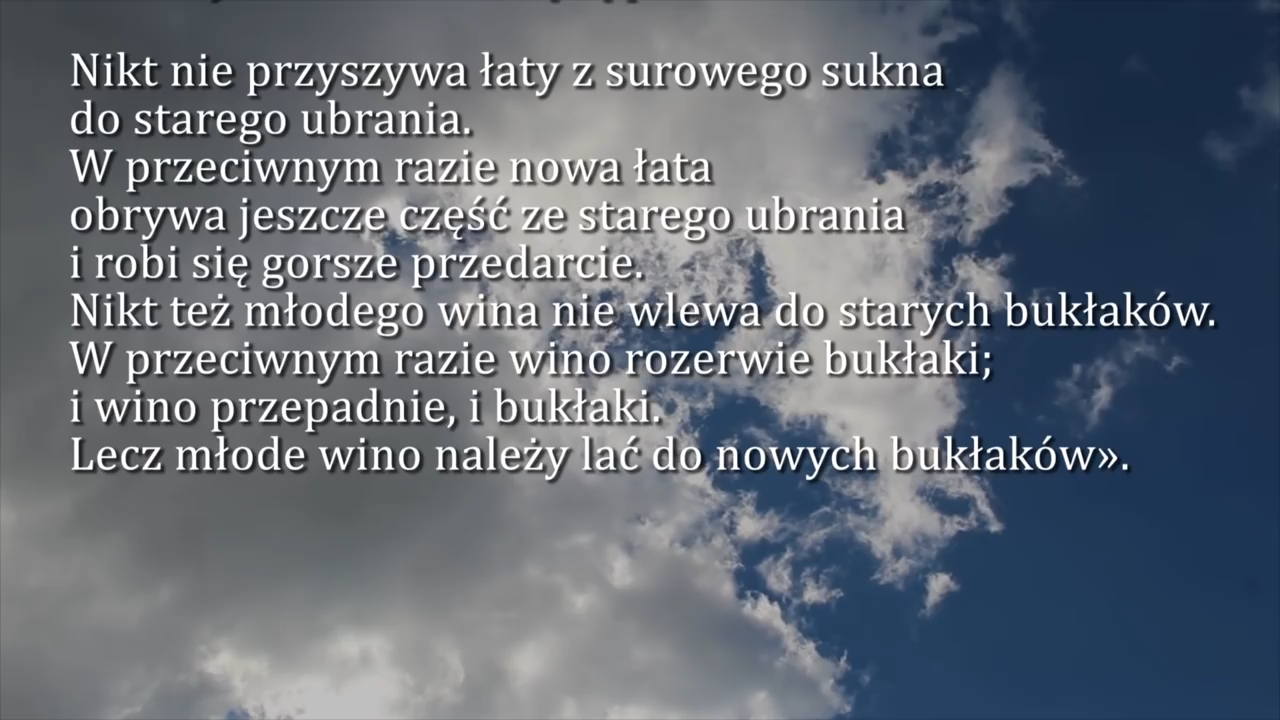 Nikt nie przyszywa łaty z surowego sukna
do starego ubrania.
W przeciwnym razie nowa łata
obrywa jeszcze część ze starego ubrania
i robi się gorsze przedarcie.
Nikt też młodego wina nie wlewa do starych bukłaków.
W przeciwnym razie wino rozerwie bukłaki;
i wino przepadnie, i bukłaki.
Lecz młode wino należy lać do nowych bukłaków».